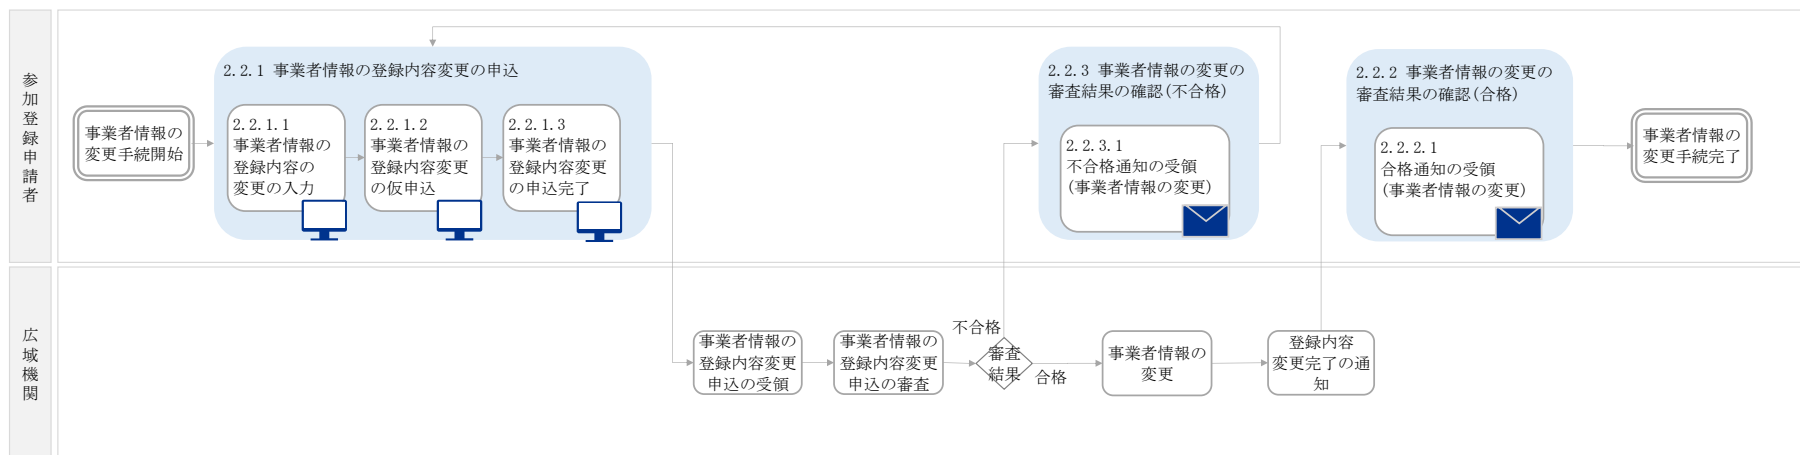 参加登録申請者
事業者情報の
変更手続開始
2.2.1 事業者情報の登録内容変更の申込
2.2.1.1
事業者情報の
登録内容の
変更の入力
2.2.1.2
事業者情報の
登録内容変更
の仮申込
2.2.1.3
事業者情報の
登録内容変更
の申込完了
2.2.3 事業者情報の変更の
審査結果の確認(不合格)
2.2.3.1
不合格通知の受領
(事業者情報の変更)
2.2.2 事業者情報の変更の
審査結果の確認(合格)
2.2.2.1
合格通知の受領
(事業者情報の変更)
事業者情報の
変更手続完了
広域機関
事業者情報の
登録内容変更
申込の受領
事業者情報の
登録内容変更
申込の審査
不合格
審査
結果
合格
事業者情報の
変更
登録内容
変更完了の通
知